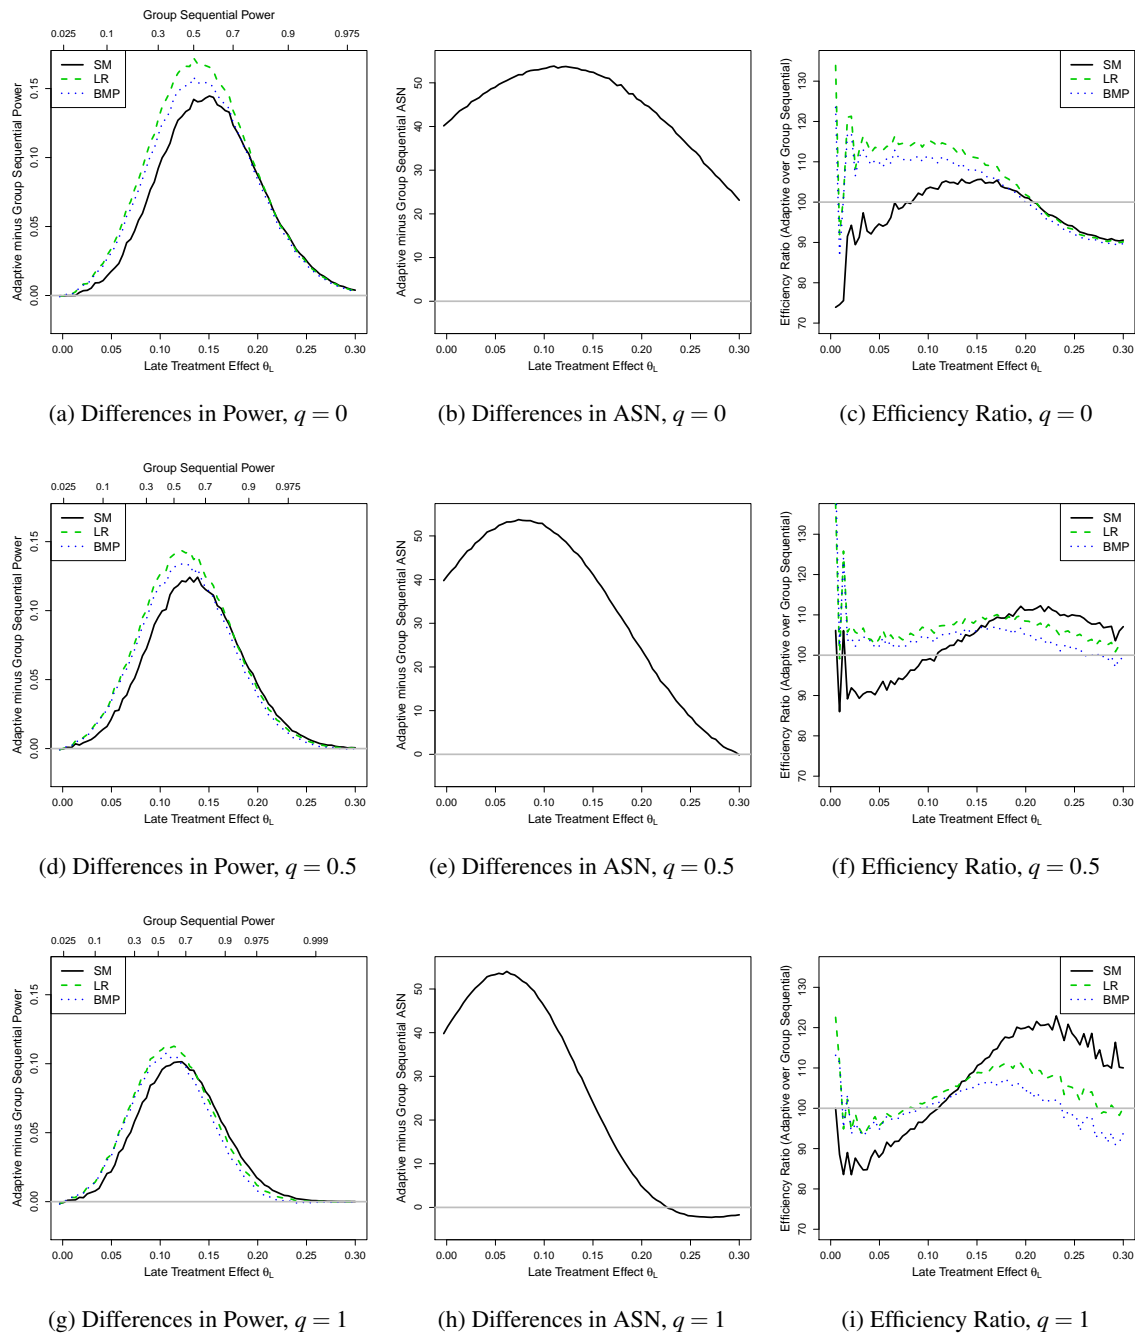 Group Sequential Power
0.025 0.1 0.3 0.5 0.7 0.9 0.975
SM
LR
BMP
Adaptive minus Group Sequential Power
0.00 0.05 0.10 0.15
0.00 0.05 0.10 0.15 0.20 0.25 0.30
Late Treatment Effect θL
(a) Differences in Power, q = 0
Adaptive minus Group Sequential ASN
0 10 20 30 40 50
0.00 0.05 0.10 0.15 0.20 0.25 0.30
Late Treatment Effect θL
(b) Differences in ASN, q = 0
SM
LR
BMP
Efficiency Ratio (Adaptive over Group Sequential)
70 80 90 100 110 120 130
0.00 0.05 0.10 0.15 0.20 0.25 0.30
Late Treatment Effect θL
(c) Efficiency Ratio, q = 0
Group Sequential Power
0.025 0.1 0.3 0.5 0.7 0.9 0.975
SM
LR
BMP
Adaptive minus Group Sequential Power
0.00 0.05 0.10 0.15
0.00 0.05 0.10 0.15 0.20 0.25 0.30
Late Treatment Effect θL
(d) Differences in Power, q = 0.5
Adaptive minus Group Sequential ASN
0 10 20 30 40 50
0.00 0.05 0.10 0.15 0.20 0.25 0.30
Late Treatment Effect θL
(e) Differences in ASN, q = 0.5
SM
LR
BMP
Efficiency Ratio (Adaptive over Group Sequential)
70 80 90 100 110 120 130
0.00 0.05 0.10 0.15 0.20 0.25 0.30
Late Treatment Effect θL
(f) Efficiency Ratio, q = 0.5
Group Sequential Power
0.025 0.1 0.3 0.5 0.7 0.9 0.975 0.999
SM
LR
BMP
Adaptive minus Group Sequential Power
0.00 0.05 0.10 0.15
0.00 0.05 0.10 0.15 0.20 0.25 0.30
Late Treatment Effect θL
(g) Differences in Power, q = 1
Adaptive minus Group Sequential ASN
0 10 20 30 40 50
0.00 0.05 0.10 0.15 0.20 0.25 0.30
Late Treatment Effect θL
(h) Differences in ASN, q = 1
SM
LR
BMP
Efficiency Ratio (Adaptive over Group Sequential)
70 80 90 100 110 120 130
0.00 0.05 0.10 0.15 0.20 0.25 0.30
Late Treatment Effect θL
(i) Efficiency Ratio, q = 1